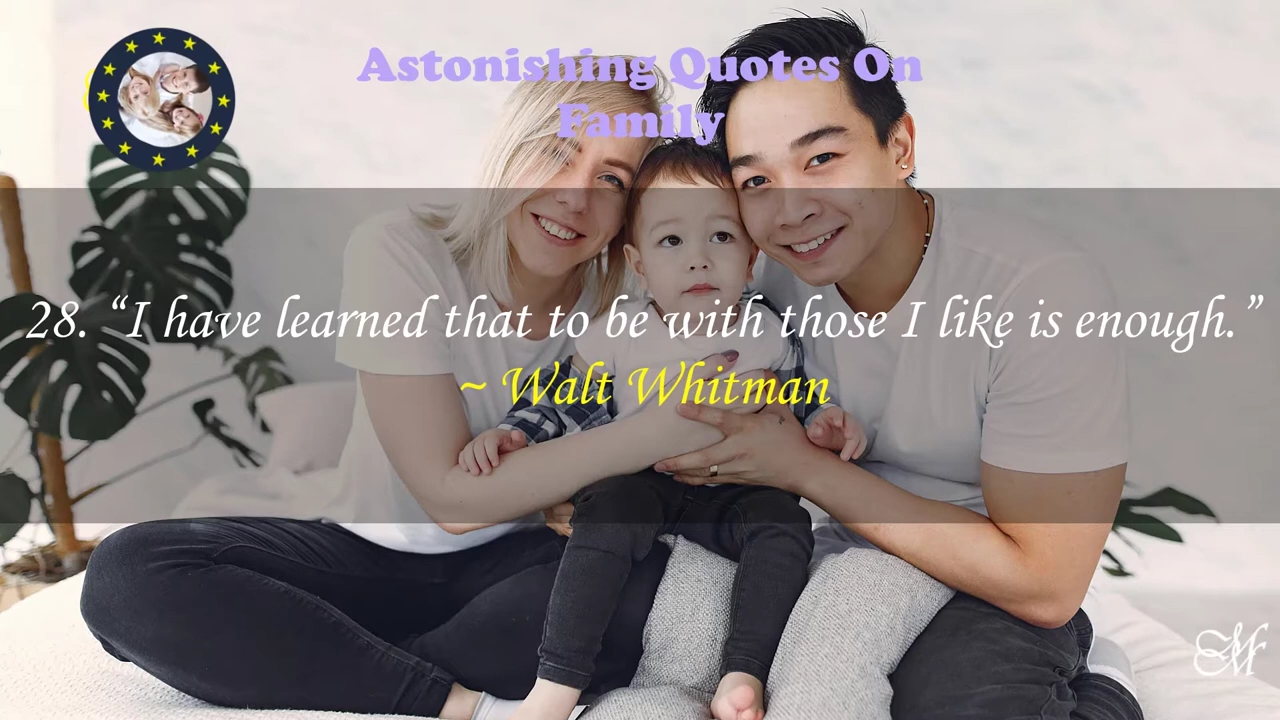 Astonishing Quotes On
Family
28. “I have learned that to be with those I like is enough.”
~ Walt Whitman